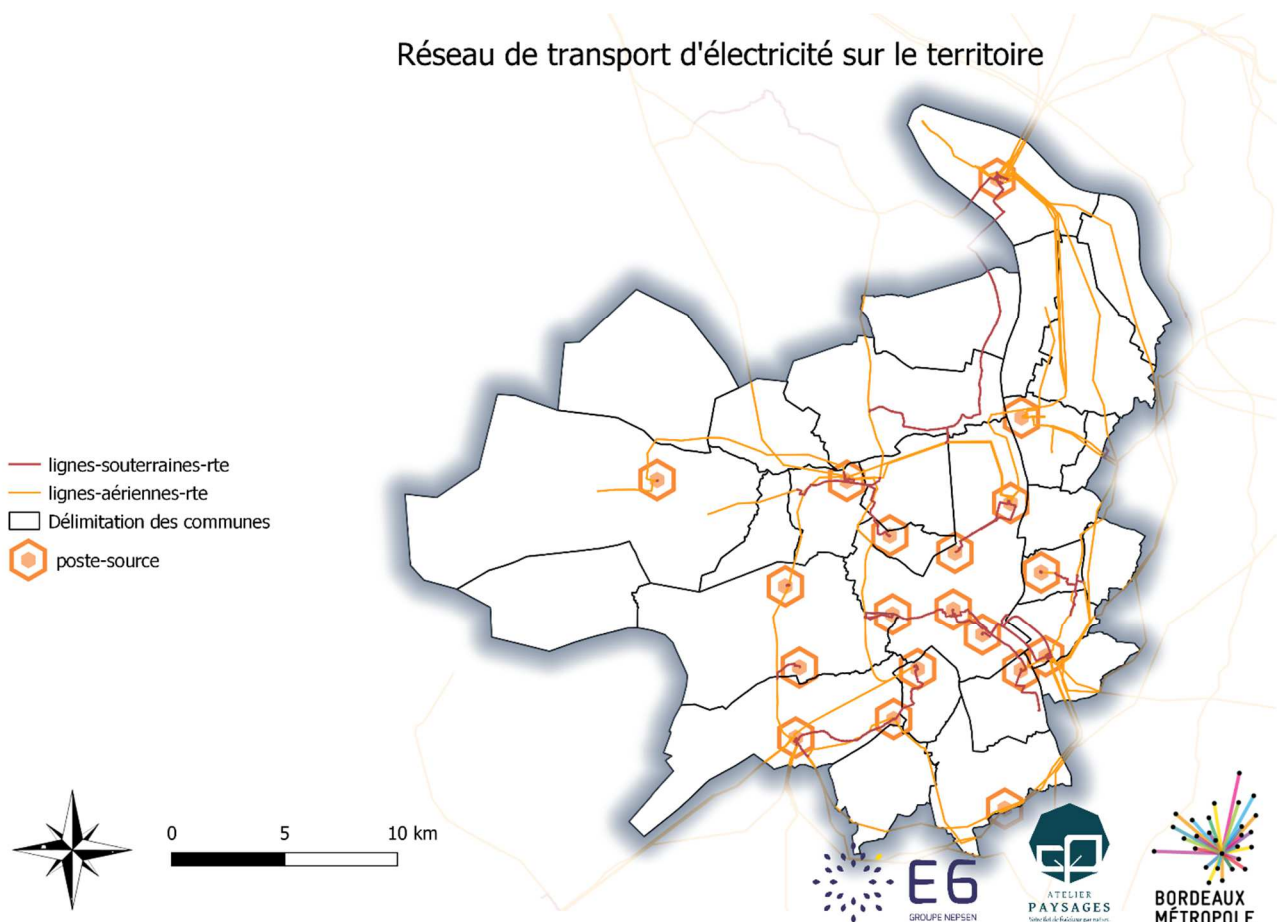 Réseau de transport d'électricité sur le territoire
lignes-souterraines-rte
lignes-aériennes-rte
Délimitation des communes
poste-source
0 5 10 km
E6
GROUPE NEPSEN
ATELIER
PAYSAGES
BORDEAUX
MÉTROPOLE